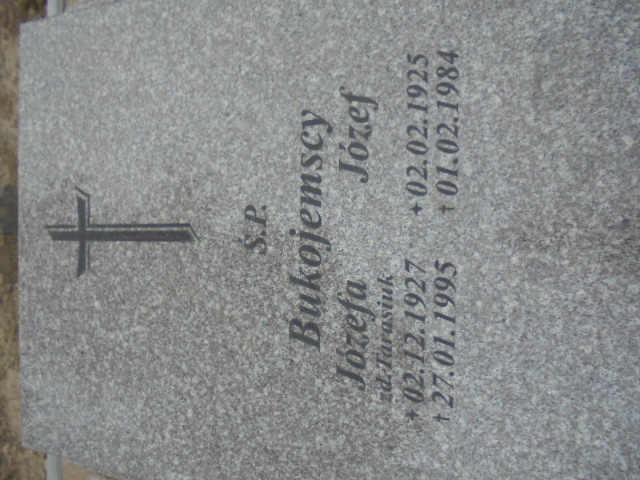 Ś.P.
Bukojemscy
Józefa Józef
zd. Tarasiuk
+ 02.12.1927 + 02.02.1925
† 27.01.1995 † 01.02.1984